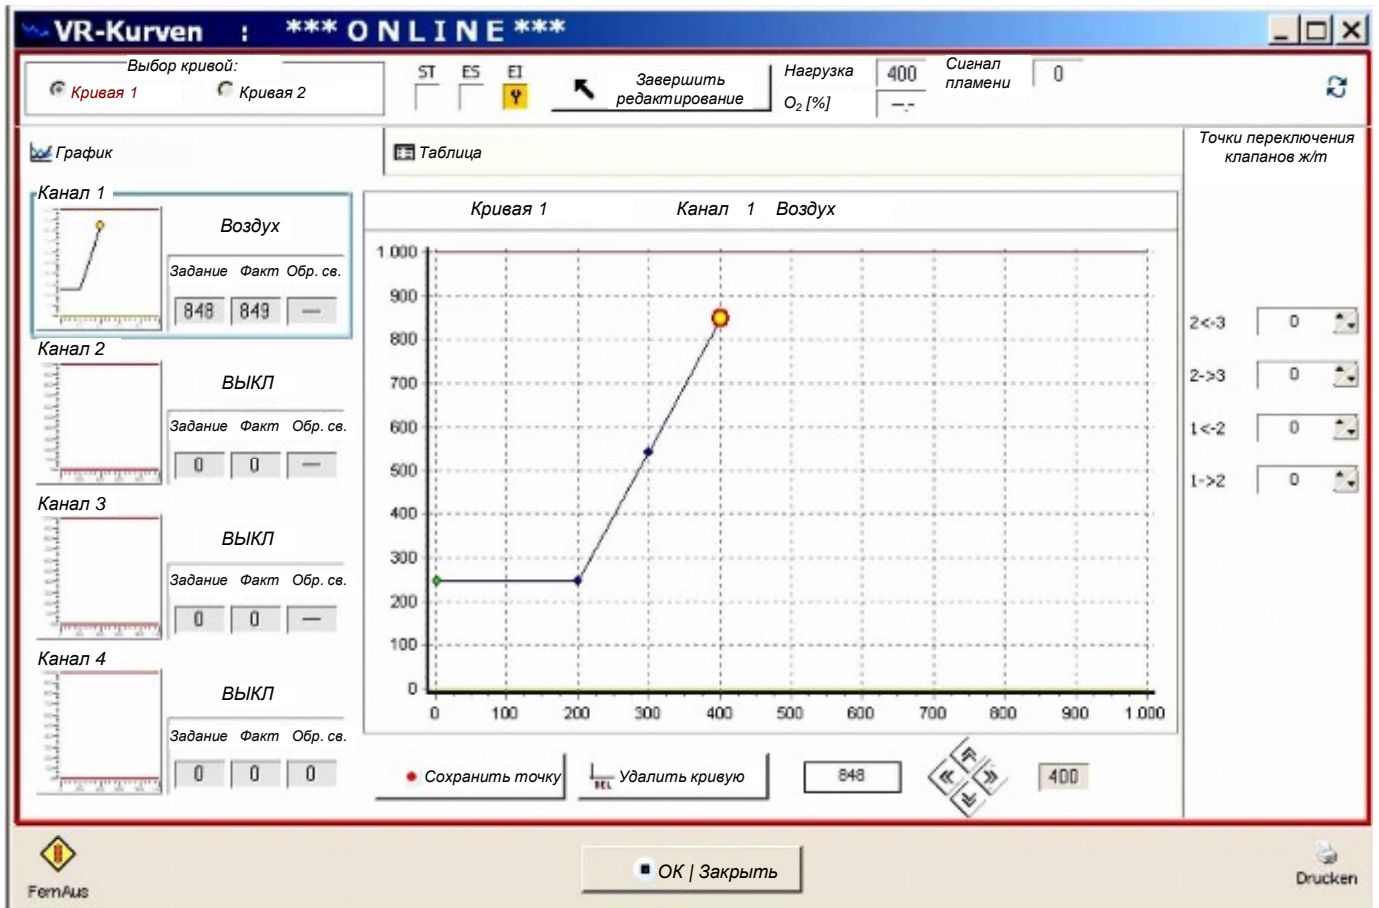 VR-Kurven : *** O N L I N E ***
Выбор кривой:
Кривая 1 Кривая 2
ST ES EI
Завершить
редактирование
Нагрузка 400
O₂ [%] --.-
Сигнал
пламени 0
График
Таблица
Точки переключения
клапанов ж/т
Канал 1
Воздух
Задание Факт Обр. св.
848 849 —
Канал 2
ВЫКЛ
Задание Факт Обр. св.
0 0 —
Канал 3
ВЫКЛ
Задание Факт Обр. св.
0 0 —
Канал 4
ВЫКЛ
Задание Факт Обр. св.
0 0 0
Кривая 1 Канал 1 Воздух
1.000
900
800
700
600
500
400
300
200
100
0
0 100 200 300 400 500 600 700 800 900 1.000
2<-3 0
2->3 0
1<-2 0
1->2 0
Сохранить точку
DEL Удалить кривую
848
400
FernAus
ОК | Закрыть
Drucken